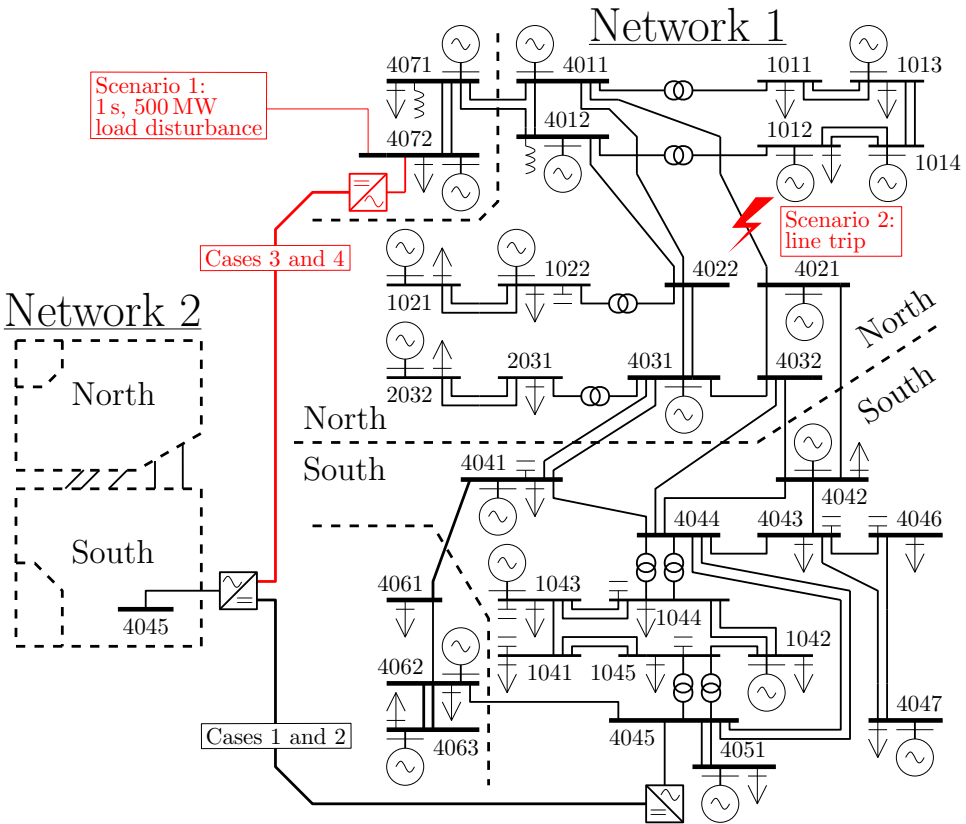 Network 1
4071
4011
1011
1013
Scenario 1:
1 s, 500 MW
load disturbance
4072
4012
1012
1014
Scenario 2:
line trip
Cases 3 and 4
1021
1022
4022
4021
Network 2
North
2032
2031
4031
4032
North
South
North
South
4041
4042
South
4044
4043
4046
4045
4061
1043
1044
1042
1041
1045
4062
4063
4047
Cases 1 and 2
4045
4051